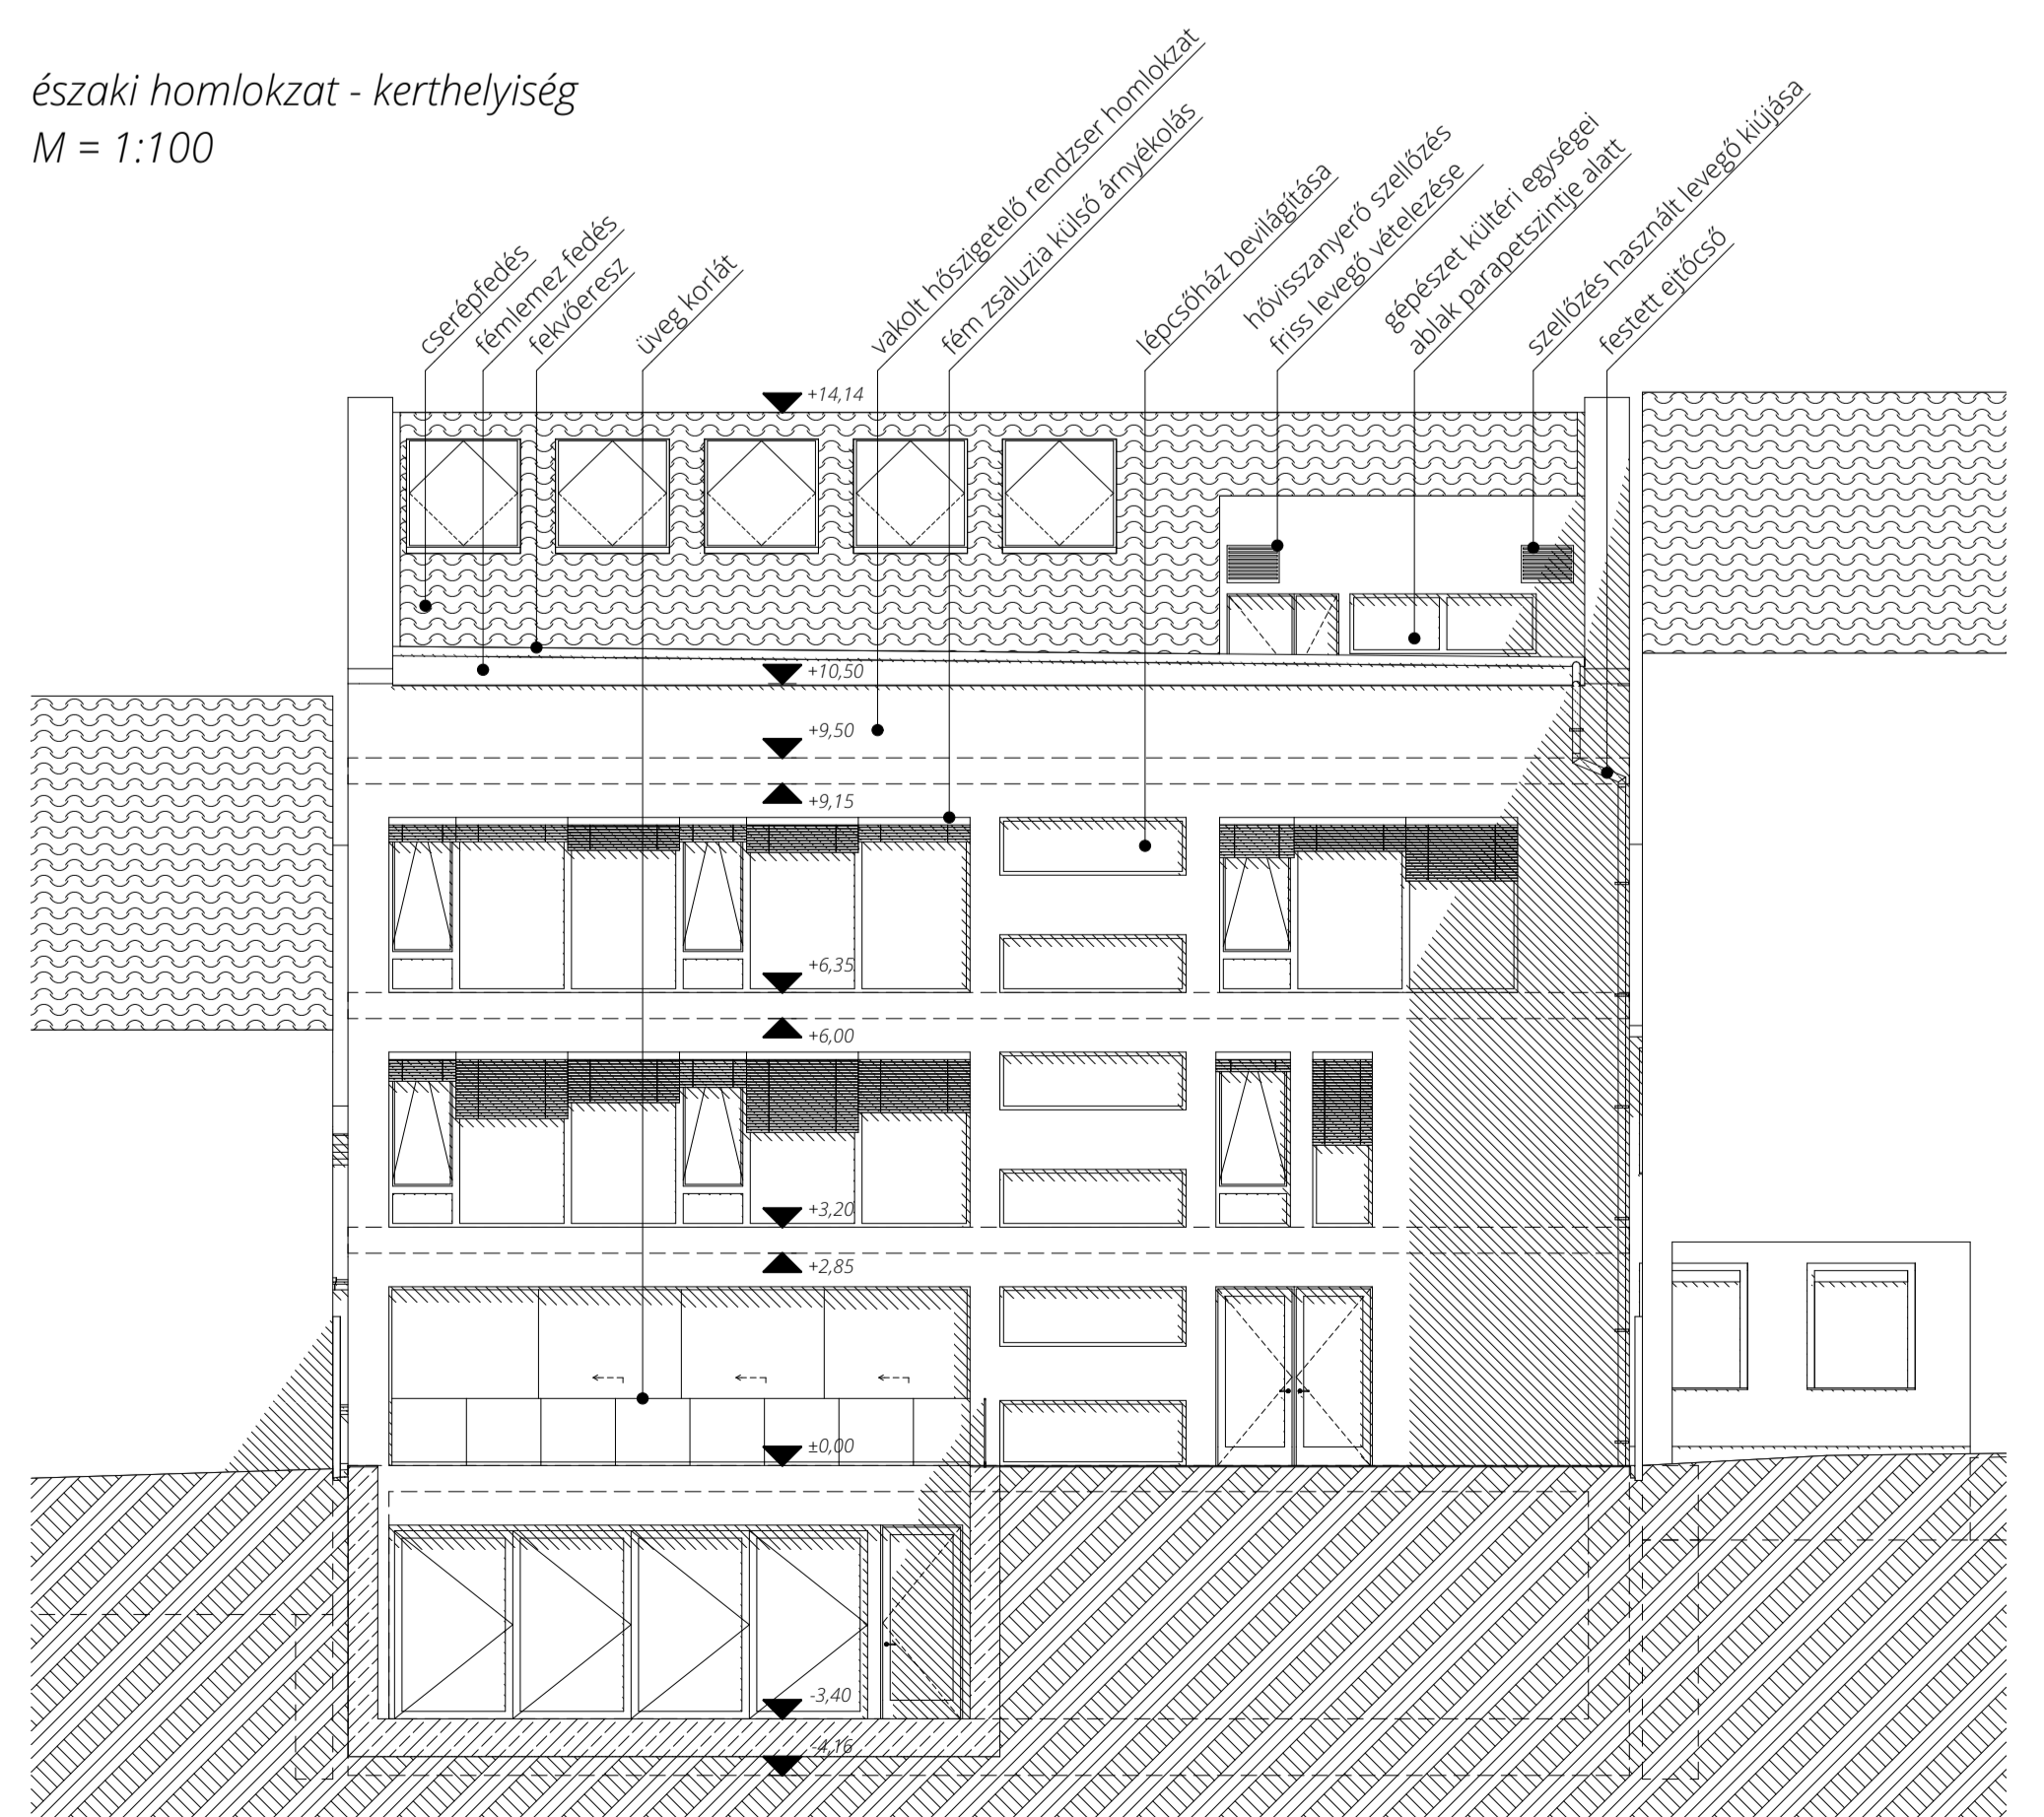 északi homlokzat - kerthelyiség
M = 1:100
cserépfedés
fémlemez fedés
fekvőeresz
üveg korlát
vakolt hőszigetelő rendzser homlokzat
fém zsaluzia külső árnyékolás
lépcsőház bevilágítása
hővisszanyerő szellőzés
friss levegő vételezése
gépészet kültéri egységei
ablak parapetszintje alatt
szellőzés használt levegő kiújása
festett ejtőcső
+14,14
+10,50
+9,50
+9,15
+6,35
+6,00
+3,20
+2,85
±0,00
-3,40
-4,16